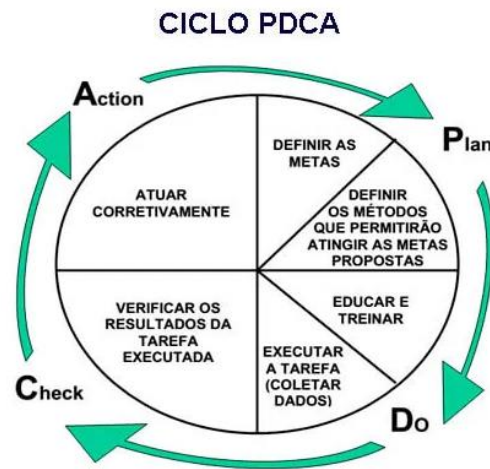 CICLO PDCA
Action
Plan
DEFINIR AS
METAS
DEFINIR
OS MÉTODOS
QUE PERMITIRÃO
ATINGIR AS METAS
PROPOSTAS
ATUAR
CORRETIVAMENTE
VERIFICAR OS
RESULTADOS DA
TAREFA
EXECUTADA
EDUCAR E
TREINAR
EXECUTAR
A TAREFA
(COLETAR
DADOS)
Check
Do